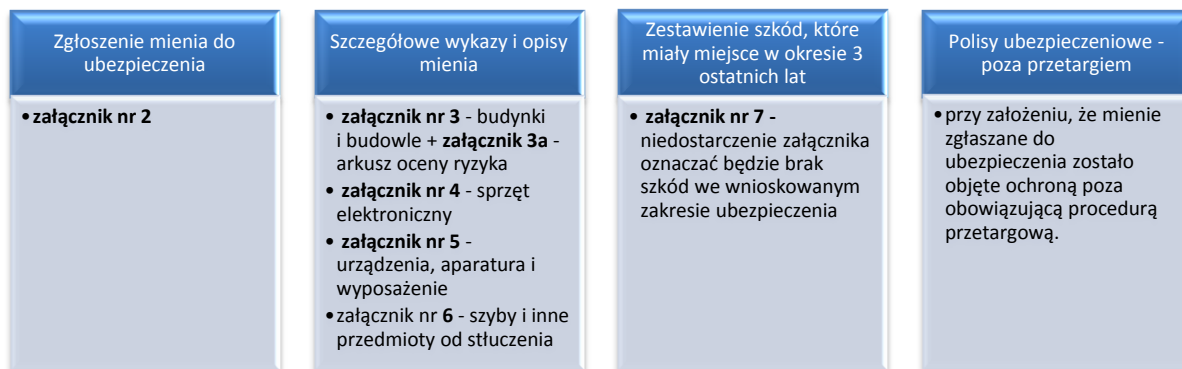 Zgłoszenie mienia do
ubezpieczenia
•załącznik nr 2
Szczegółowe wykazy i opisy
mienia
• załącznik nr 3 - budynki
i budowle + załącznik 3a -
arkusz oceny ryzyka
• załącznik nr 4 - sprzęt
elektroniczny
• załącznik nr 5 -
urządzenia, aparatura i
wyposażenie
•załącznik nr 6 - szyby i inne
przedmioty od stłuczenia
Zestawienie szkód, które
miały miejsce w okresie 3
ostatnich lat
• załącznik nr 7 -
niedostarczenie załącznika
oznaczać będzie brak
szkód we wnioskowanym
zakresie ubezpieczenia
Polisy ubezpieczeniowe -
poza przetargiem
•przy założeniu, że mienie
zgłaszane do
ubezpieczenia zostało
objęte ochroną poza
obowiązującą procedurą
przetargową.